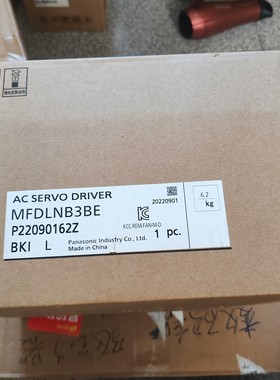 AC SERVO DRIVER
MFDLNB3BE
P22090162Z
BKI L
20220901
KCC-REM-FAN-MFD
1 pc.
6.2
kg
Panasonic Industry Co., Ltd.
Made in China